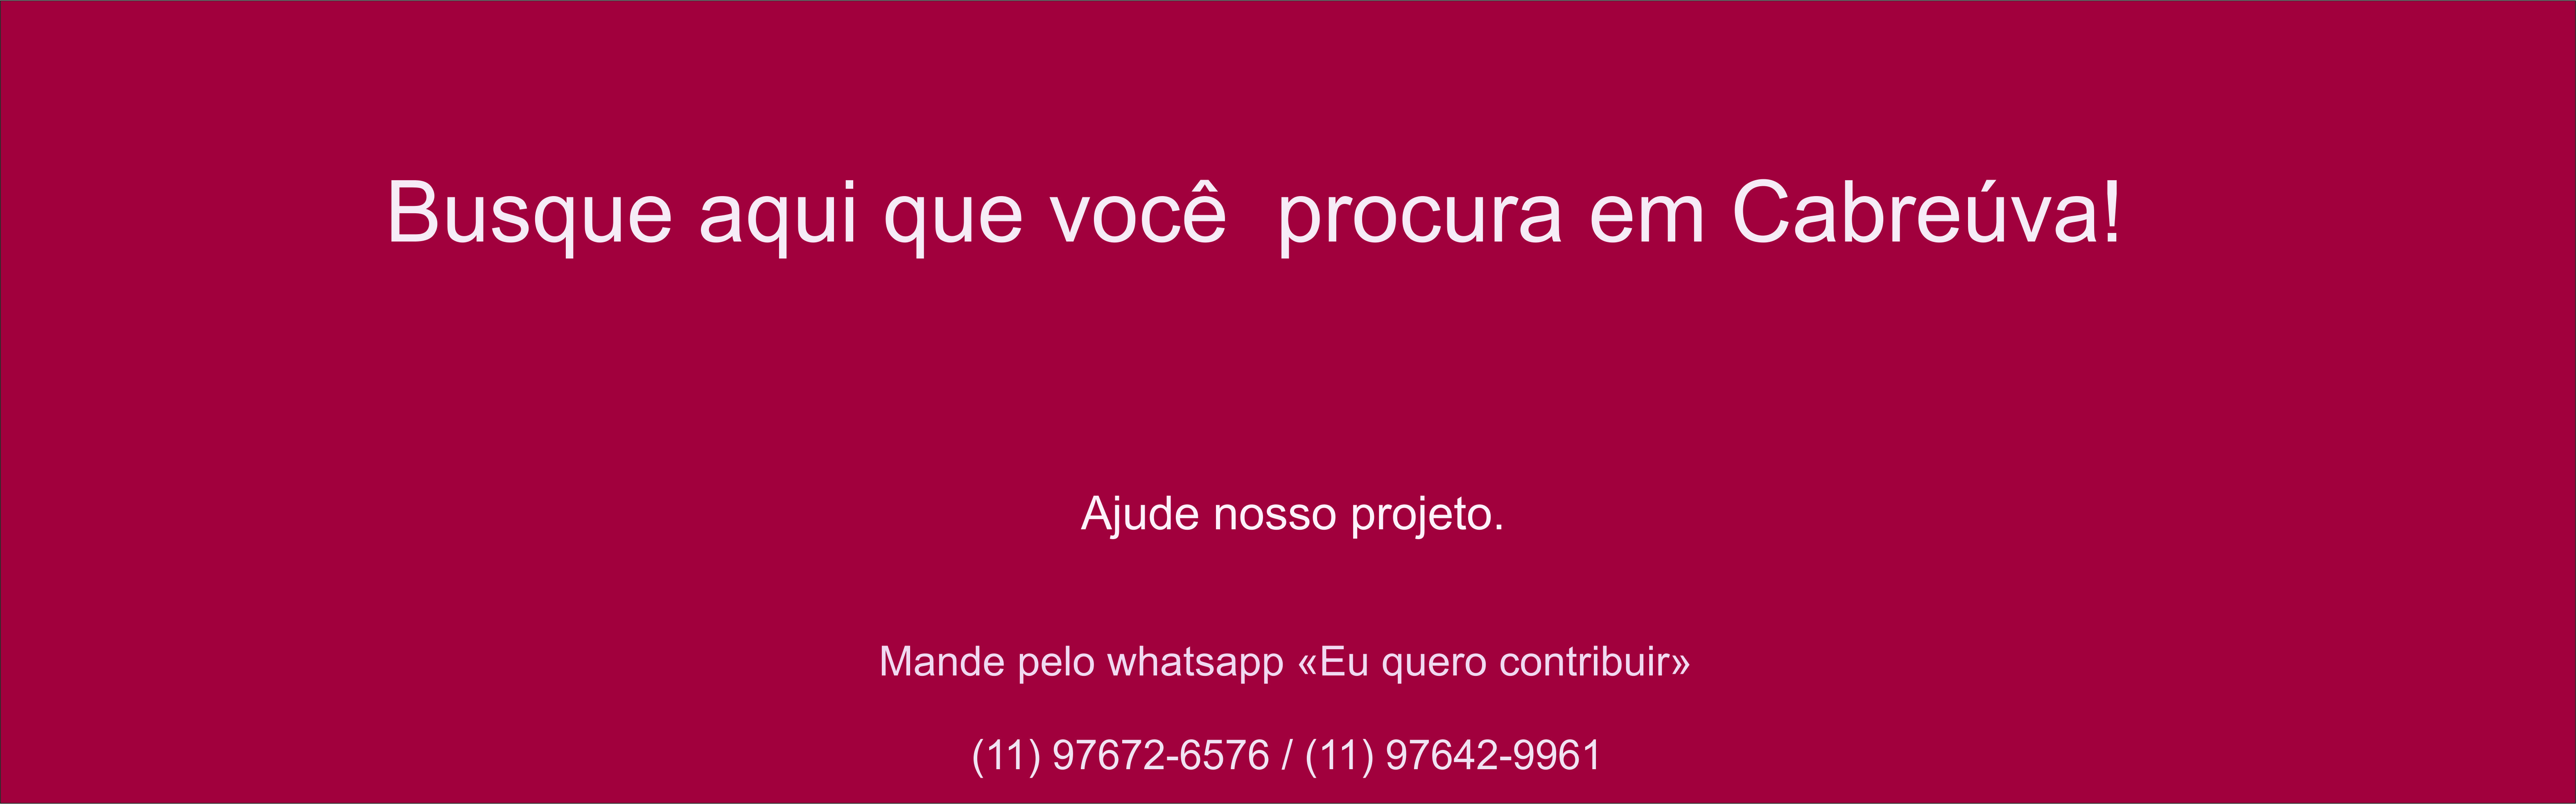 Busque aqui que você  procura em Cabreúva!
Ajude nosso projeto.
Mande pelo whatsapp «Eu quero contribuir»
(11) 97672-6576 / (11) 97642-9961